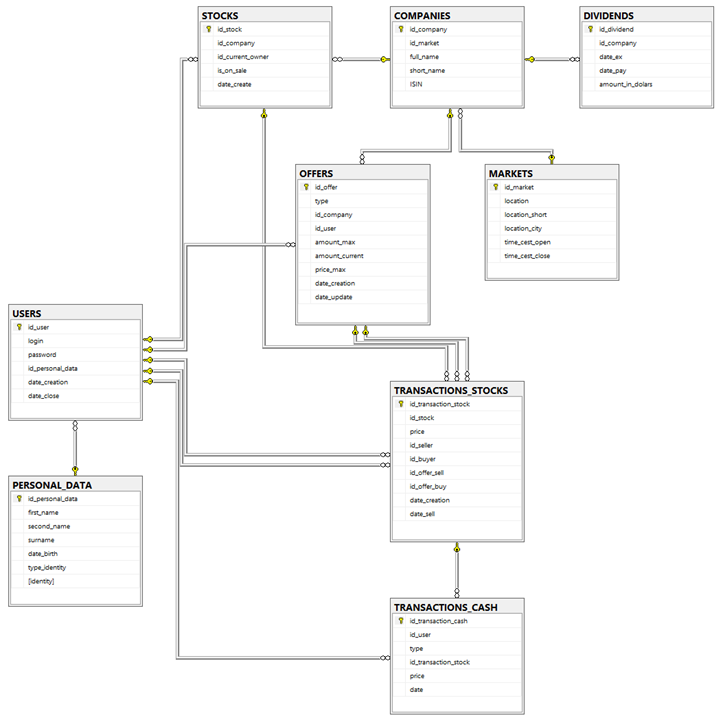 STOCKS
id_stock
id_company
id_current_owner
is_on_sale
date_create
COMPANIES
id_company
id_market
full_name
short_name
ISIN
DIVIDENDS
id_dividend
id_company
date_ex
date_pay
amount_in_dolars
OFFERS
id_offer
type
id_company
id_user
amount_max
amount_current
price_max
date_creation
date_update
MARKETS
id_market
location
location_short
location_city
time_cest_open
time_cest_close
USERS
id_user
login
password
id_personal_data
date_creation
date_close
TRANSACTIONS_STOCKS
id_transaction_stock
id_stock
price
id_seller
id_buyer
id_offer_sell
id_offer_buy
date_creation
date_sell
PERSONAL_DATA
id_personal_data
first_name
second_name
surname
date_birth
type_identity
[identity]
TRANSACTIONS_CASH
id_transaction_cash
id_user
type
id_transaction_stock
price
date